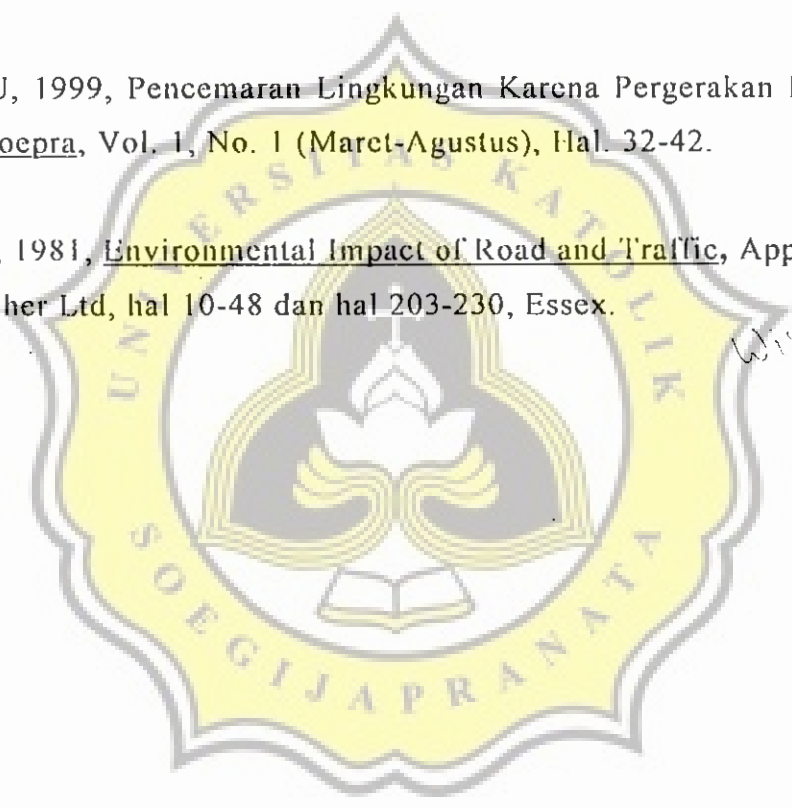 J, 1999, Pencemaran Lingkungan Karena Pergerakan
oepra, Vol. 1, No. 1 (Maret-Agustus), Hal. 32-42.
, 1981, Environmental Impact of Road and Traffic, App
her Ltd, hal 10-48 dan hal 203-230, Essex.
UNIVERSITAS KATOLIK
SOEGIJAPRANATA